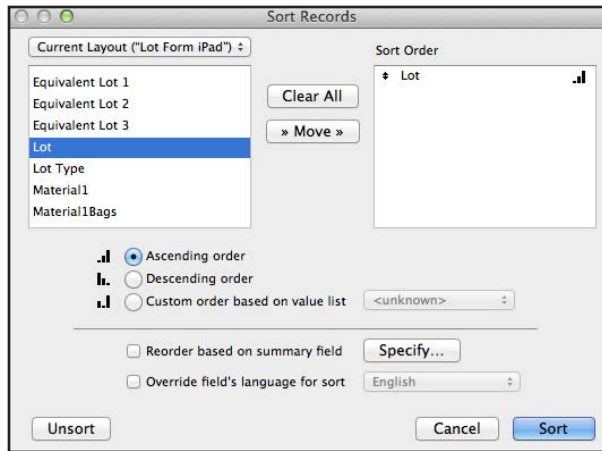 Sort Records
Current Layout ("Lot Form iPad")
Sort Order
Equivalent Lot 1
Equivalent Lot 2
Equivalent Lot 3
Lot
Lot Type
Material1
Material1Bags
Clear All
» Move »
Lot
Ascending order
Descending order
Custom order based on value list
<unknown>
Reorder based on summary field
Specify...
Override field's language for sort
English
Unsort
Cancel
Sort